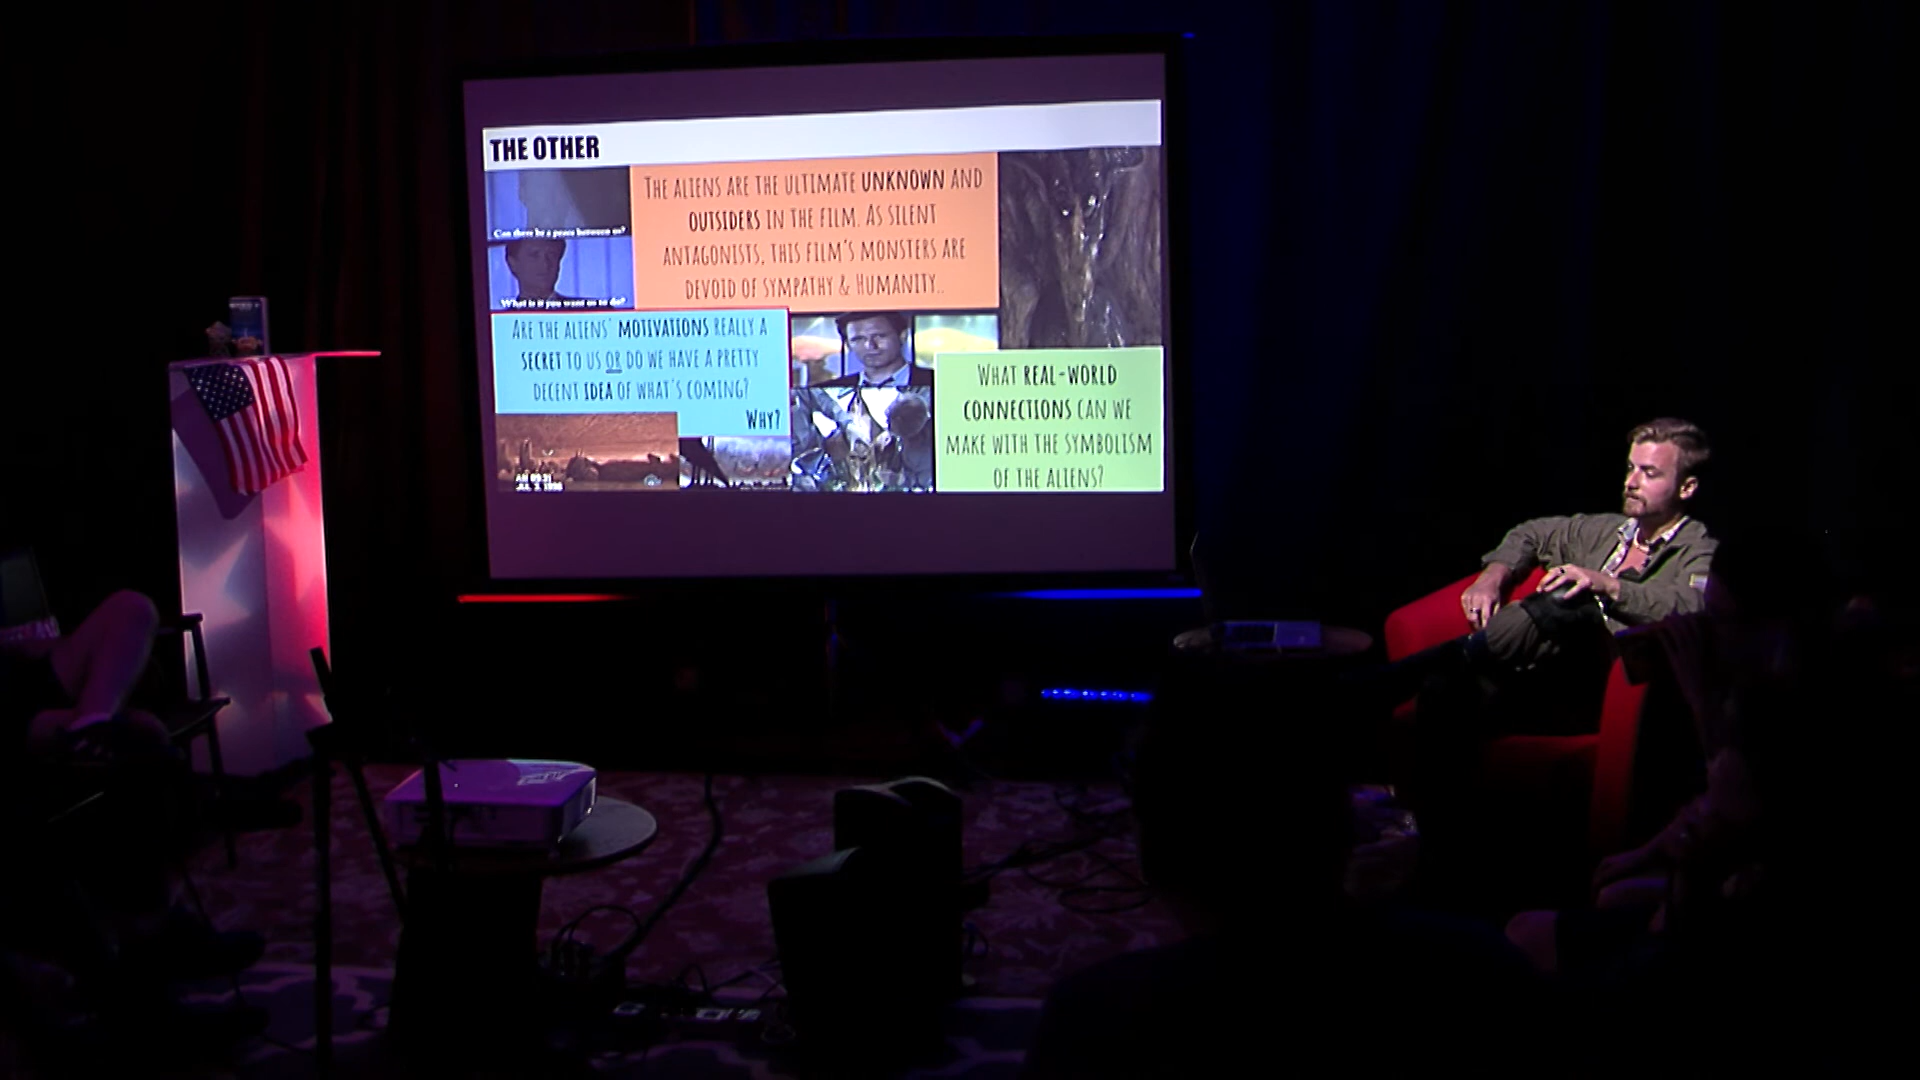 THE OTHER
Can there be a peace between us?
What is it you want us to do?
THE ALIENS ARE THE ULTIMATE UNKNOWN AND
OUTSIDERS IN THE FILM. AS SILENT
ANTAGONISTS, THIS FILM'S MONSTERS ARE
DEVOID OF SYMPATHY & HUMANITY..
ARE THE ALIENS' MOTIVATIONS REALLY A
SECRET TO US OR DO WE HAVE A PRETTY
DECENT IDEA OF WHAT'S COMING?
WHY?
WHAT REAL-WORLD
CONNECTIONS CAN WE
MAKE WITH THE SYMBOLISM
OF THE ALIENS?